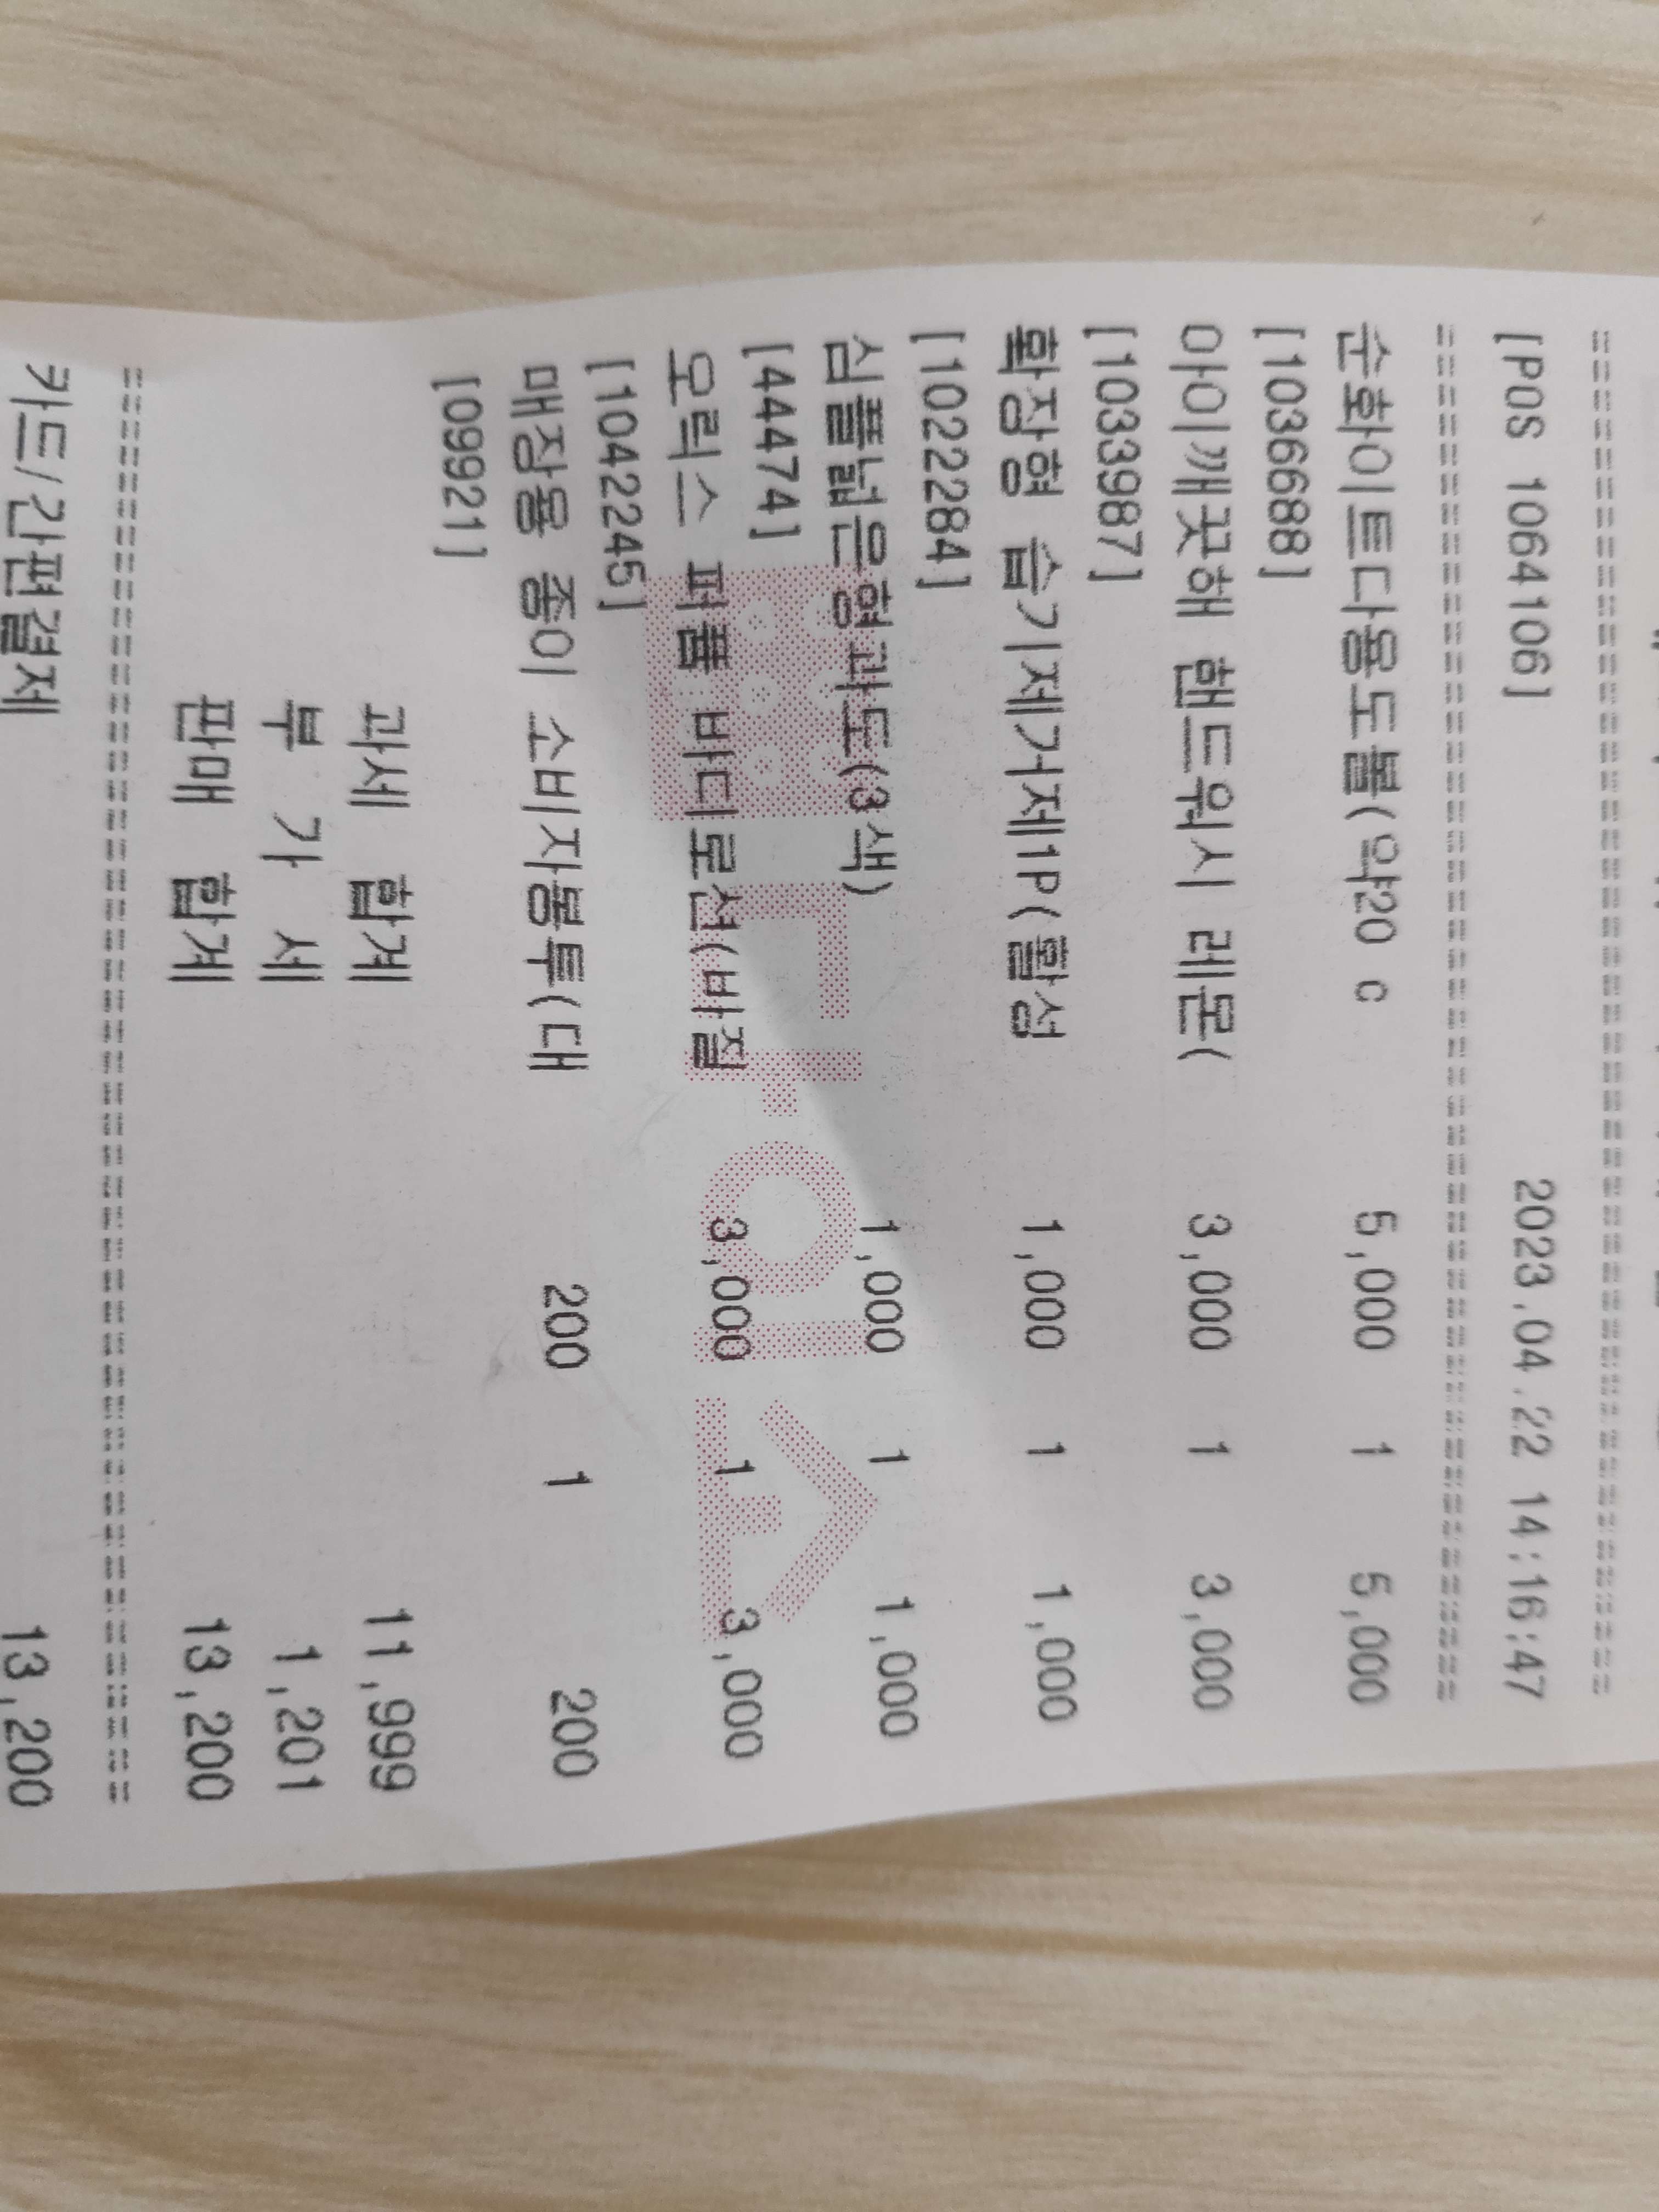 =====================================
[POS 1064106] 2023.04.22 14:16:47
=====================================
순화이트다용도볼(약20 c 5,000 1 5,000
[1036688]
아이깨끗해 핸드워시 레몬( 3,000 1 3,000
[1033987]
확장형 습기제거제1P(활성 1,000 1 1,000
[1022284]
심플넓은형과도(3색) 1,000 1 1,000
[44474]
오릭스 퍼퓸 바디로션(바질 3,000 1 3,000
[1042245]
매장용 종이 소비자봉투(대 200 1 200
[09921]
과세 합계 11,999
부 가 세 1,201
판매 합계 13,200
=====================================
카드/간편결제 13,200